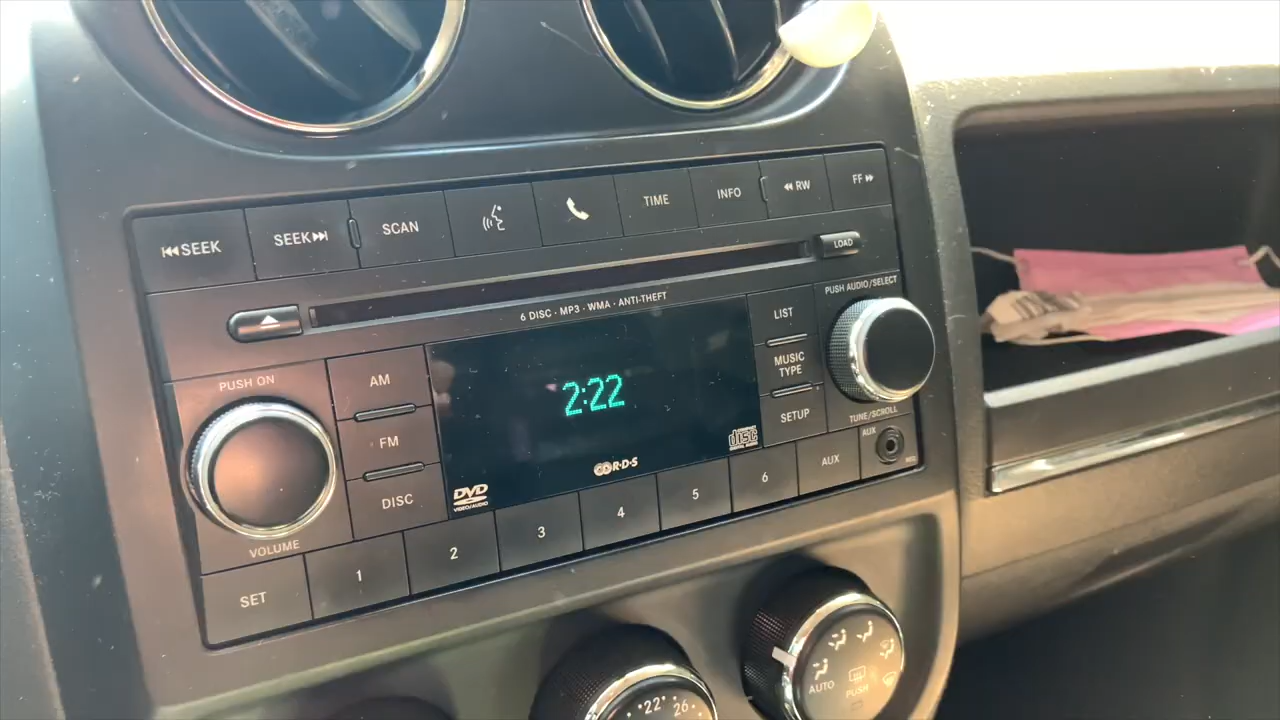 SEEK
SEEK
SCAN
TIME
INFO
RW
FF
LOAD
6 DISC · MP3 · WMA · ANTI-THEFT
PUSH AUDIO/SELECT
LIST
MUSIC
TYPE
SETUP
TUNE/SCROLL
PUSH ON
VOLUME
AM
FM
DISC
2:22
DVD
VIDEO/AUDIO
R·D·S
disc
SET
1
2
3
4
5
6
AUX
AUX
22
26
AUTO
PUSH